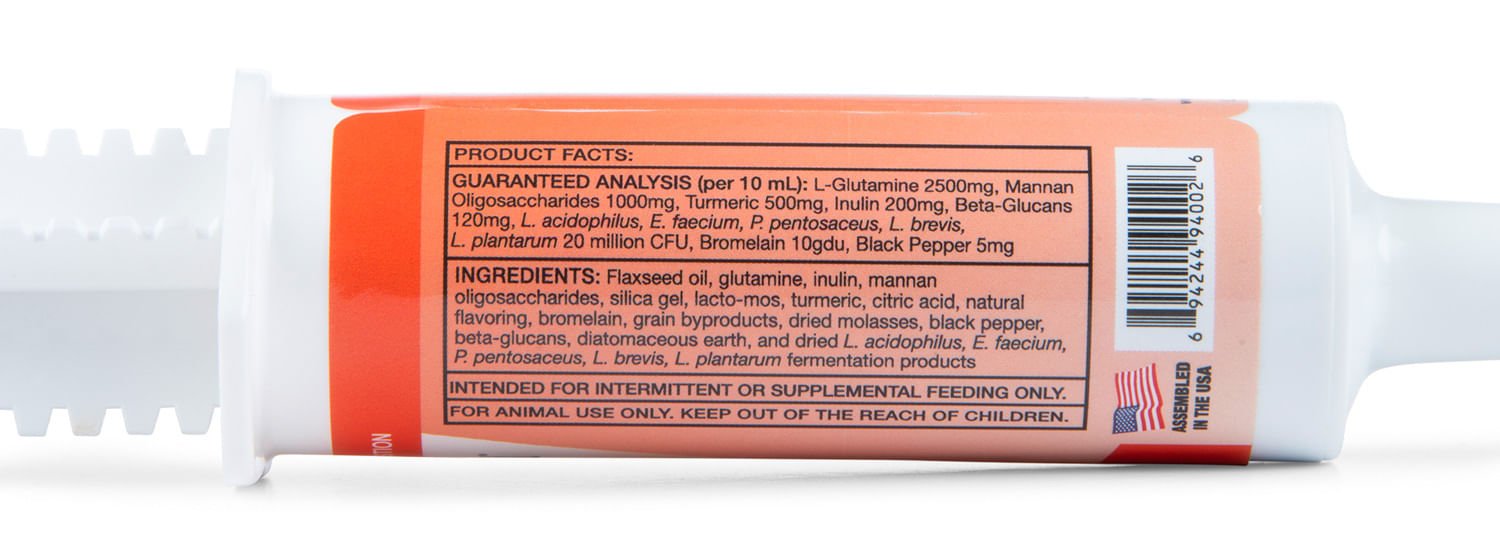 PRODUCT FACTS:
GUARANTEED ANALYSIS (per 10 mL): L-Glutamine 2500mg, Mannan
Oligosaccharides 1000mg, Turmeric 500mg, Inulin 200mg, Beta-Glucans
120mg, L. acidophilus, E. faecium, P. pentosaceus, L. brevis,
L. plantarum 20 million CFU, Bromelain 10gdu, Black Pepper 5mg
INGREDIENTS: Flaxseed oil, glutamine, inulin, mannan
oligosaccharides, silica gel, lacto-mos, turmeric, citric acid, natural
flavoring, bromelain, grain byproducts, dried molasses, black pepper,
beta-glucans, diatomaceous earth, and dried L. acidophilus, E. faecium,
P. pentosaceus, L. brevis, L. plantarum fermentation products
INTENDED FOR INTERMITTENT OR SUPPLEMENTAL FEEDING ONLY.
FOR ANIMAL USE ONLY. KEEP OUT OF THE REACH OF CHILDREN.
6 94244 94002 6
ASSEMBLED
IN THE USA